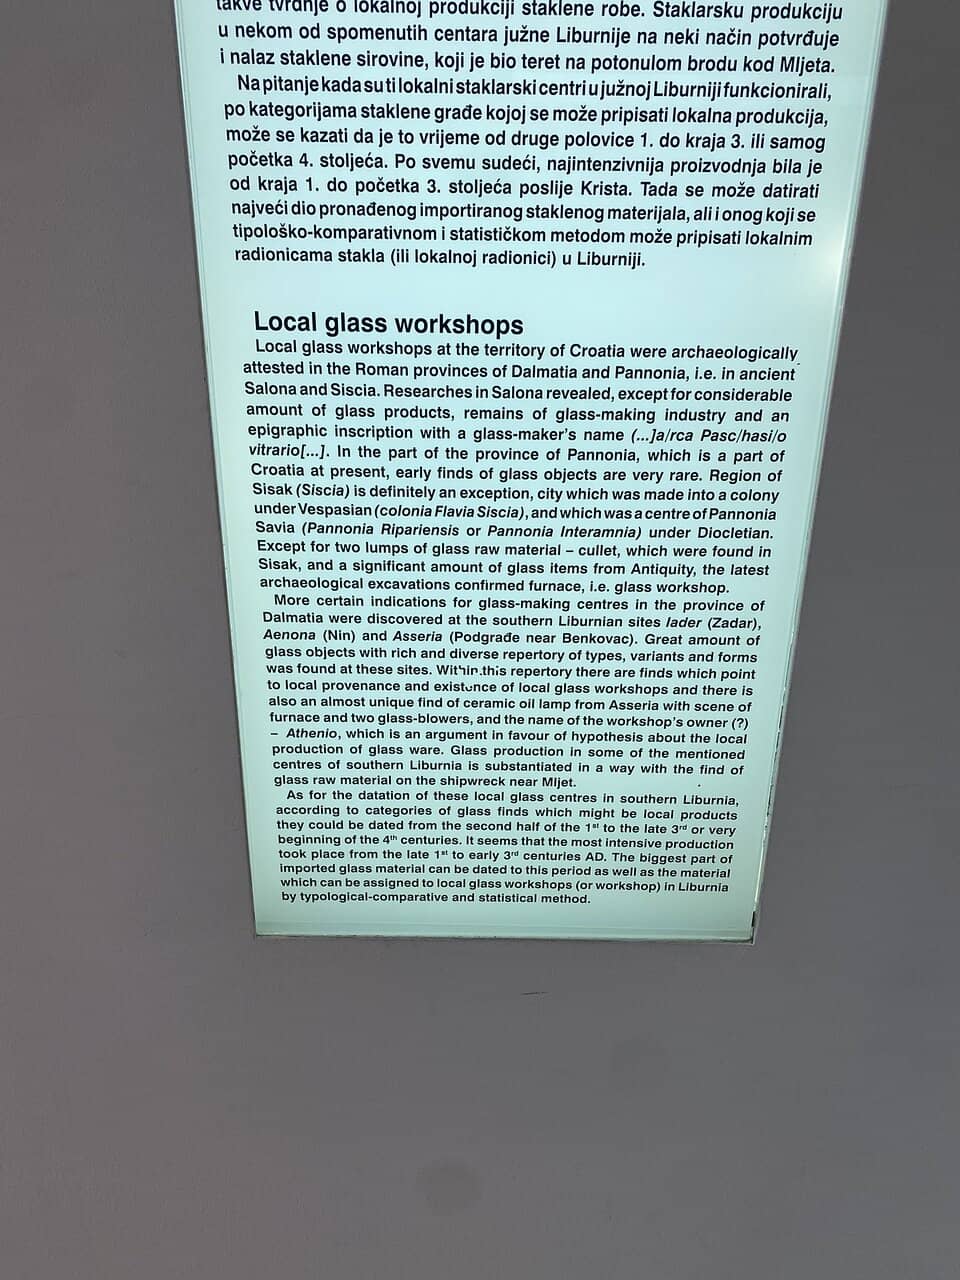 takve tvrdnje o lokalnoj produkciji staklene robe. Staklarsku produkciju
u nekom od spomenutih centara južne Liburnije na neki način potvrđuje
i nalaz staklene sirovine, koji je bio teret na potonulom brodu kod Mljeta.
Na pitanje kada su ti lokalni staklarski centri u južnoj Liburniji funkcionirali,
po kategorijama staklene građe kojoj se može pripisati lokalna produkcija,
može se kazati da je to vrijeme od druge polovice 1. do kraja 3. ili samog
početka 4. stoljeća. Po svemu sudeći, najintenzivnija proizvodnja bila je
od kraja 1. do početka 3. stoljeća poslije Krista. Tada se može datirati
najveći dio pronađenog importiranog staklenog materijala, ali i onog koji se
tipološko-komparativnom i statističkom metodom može pripisati lokalnim
radionicama stakla (ili lokalnoj radionici) u Liburniji.
Local glass workshops
Local glass workshops at the territory of Croatia were archaeologically
attested in the Roman provinces of Dalmatia and Pannonia, i.e. in ancient
Salona and Siscia. Researches in Salona revealed, except for considerable
amount of glass products, remains of glass-making industry and an
epigraphic inscription with a glass-maker's name (...]a/rca Pasc/hasi/o
vitrario[...]. In the part of the province of Pannonia, which is a part of
Croatia at present, early finds of glass objects are very rare. Region of
Sisak (Siscia) is definitely an exception, city which was made into a colony
under Vespasian (colonia Flavia Siscia), and which was a centre of Pannonia
Savia (Pannonia Ripariensis or Pannonia Interamnia) under Diocletian.
Except for two lumps of glass raw material – cullet, which were found in
Sisak, and a significant amount of glass items from Antiquity, the latest
archaeological excavations confirmed furnace, i.e. glass workshop.
More certain indications for glass-making centres in the province of
Dalmatia were discovered at the southern Liburnian sites Iader (Zadar),
Aenona (Nin) and Asseria (Podgrađe near Benkovac). Great amount of
glass objects with rich and diverse repertory of types, variants and forms
was found at these sites. Within this repertory there are finds which point
to local provenance and existence of local glass workshops and there is
also an almost unique find of ceramic oil lamp from Asseria with scene of
furnace and two glass-blowers, and the name of the workshop's owner (?)
– Athenio, which is an argument in favour of hypothesis about the local
production of glass ware. Glass production in some of the mentioned
centres of southern Liburnia is substantiated in a way with the find of
glass raw material on the shipwreck near Mljet.
As for the datation of these local glass centres in southern Liburnia,
according to categories of glass finds which might be local products
they could be dated from the second half of the 1st to the late 3rd or very
beginning of the 4th centuries. It seems that the most intensive production
took place from the late 1st to early 3rd centuries AD. The biggest part of
imported glass material can be dated to this period as well as the material
which can be assigned to local glass workshops (or workshop) in Liburnia
by typological-comparative and statistical method.